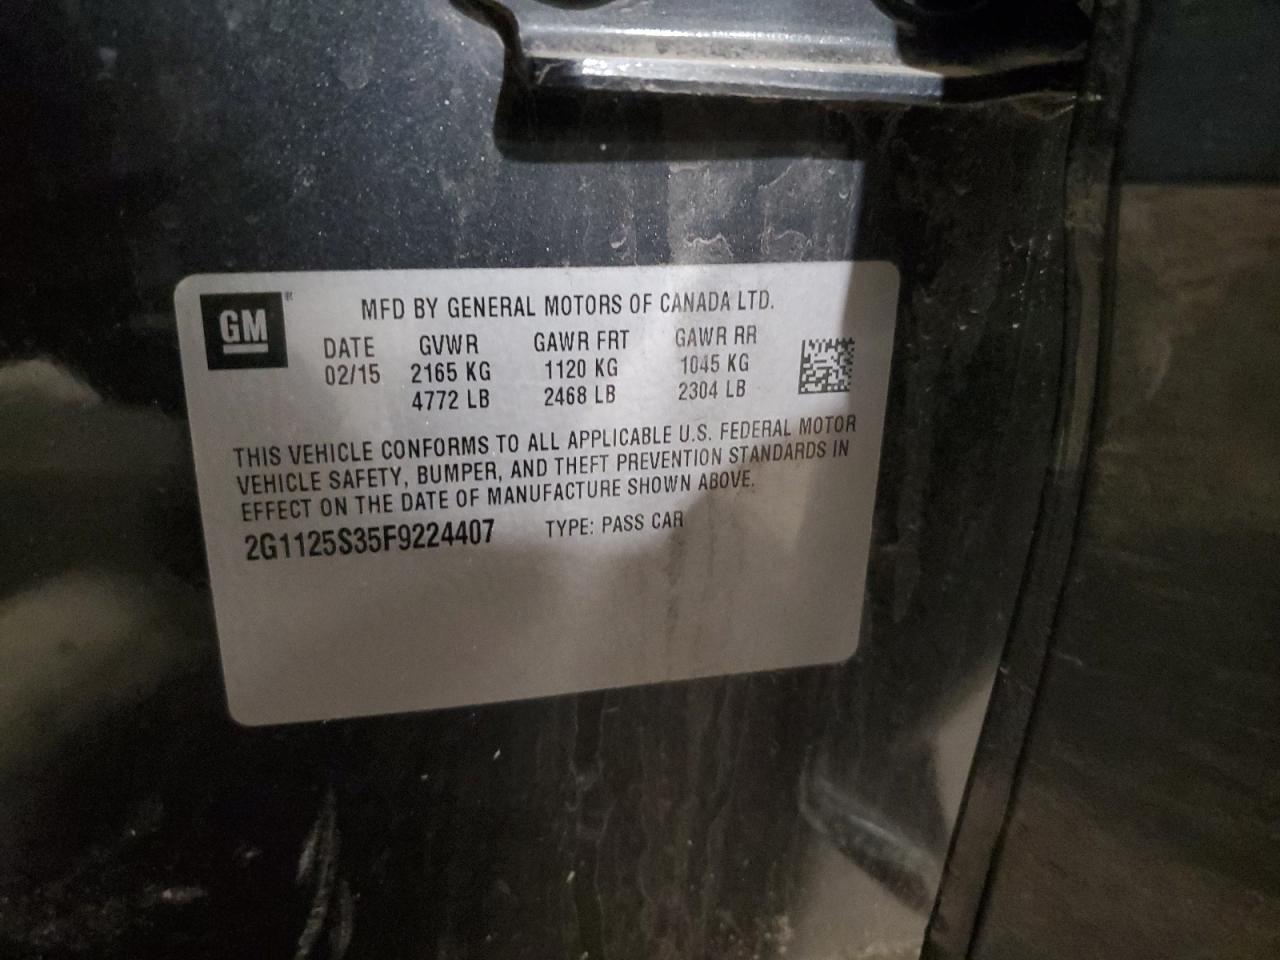 GM ®
MFD BY GENERAL MOTORS OF CANADA LTD.
DATE GVWR GAWR FRT GAWR RR
02/15 2165 KG 1120 KG 1045 KG
4772 LB 2468 LB 2304 LB
THIS VEHICLE CONFORMS TO ALL APPLICABLE U.S. FEDERAL MOTOR
VEHICLE SAFETY, BUMPER, AND THEFT PREVENTION STANDARDS IN
EFFECT ON THE DATE OF MANUFACTURE SHOWN ABOVE.
2G1125S35F9224407 TYPE: PASS CAR